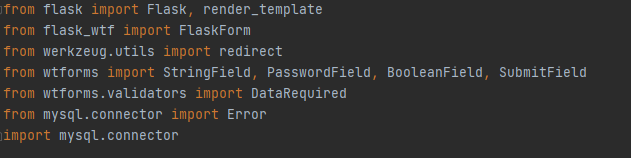 from flask import Flask, render_template
from flask_wtf import FlaskForm
from werkzeug.utils import redirect
from wtforms import StringField, PasswordField, BooleanField, SubmitField
from wtforms.validators import DataRequired
from mysql.connector import Error
import mysql.connector